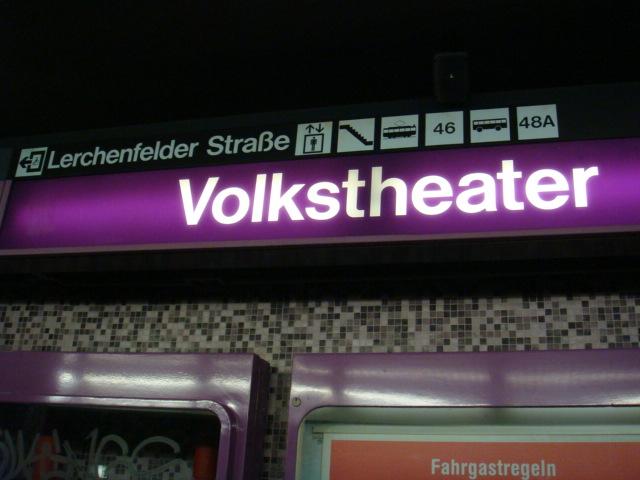 Lerchenfelder Straße 46 48A
Volkstheater
Fahrgastregeln